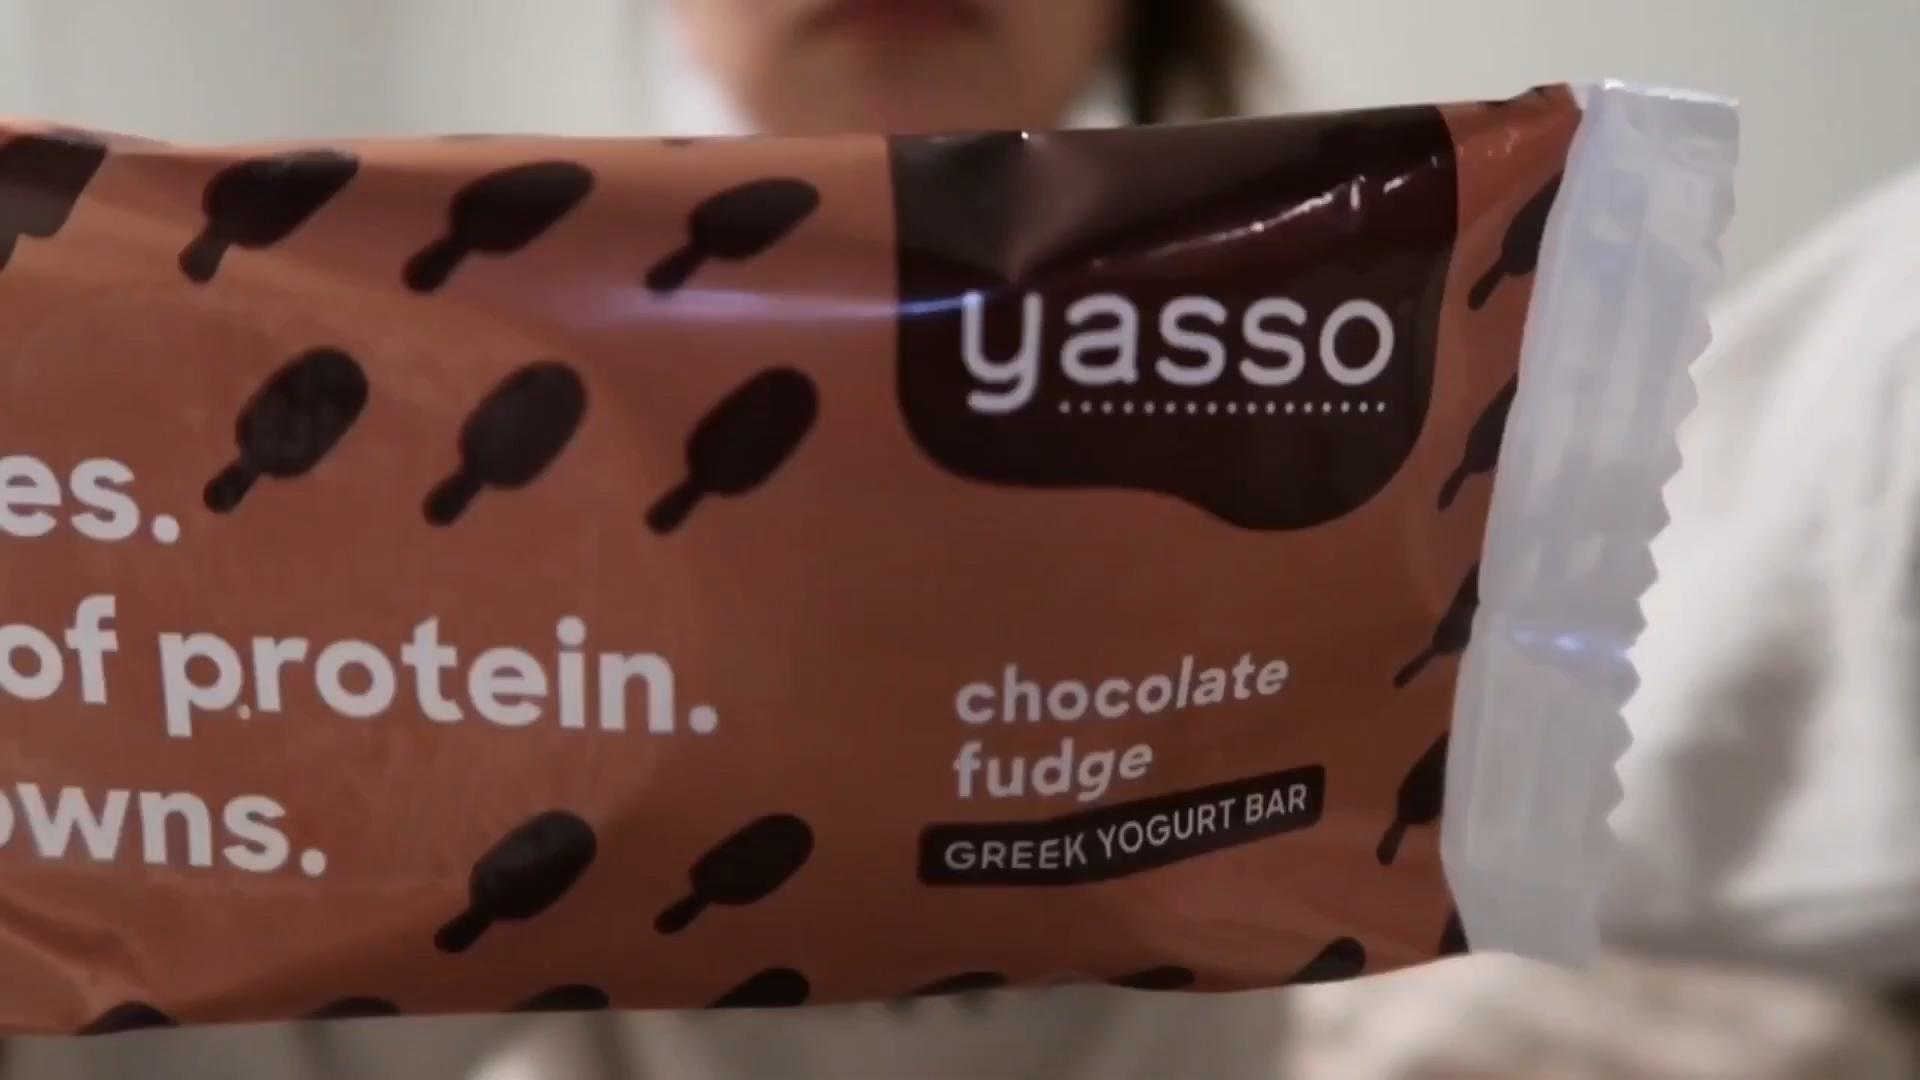 yasso
es.
of protein.
owns.
chocolate
fudge
GREEK YOGURT BAR